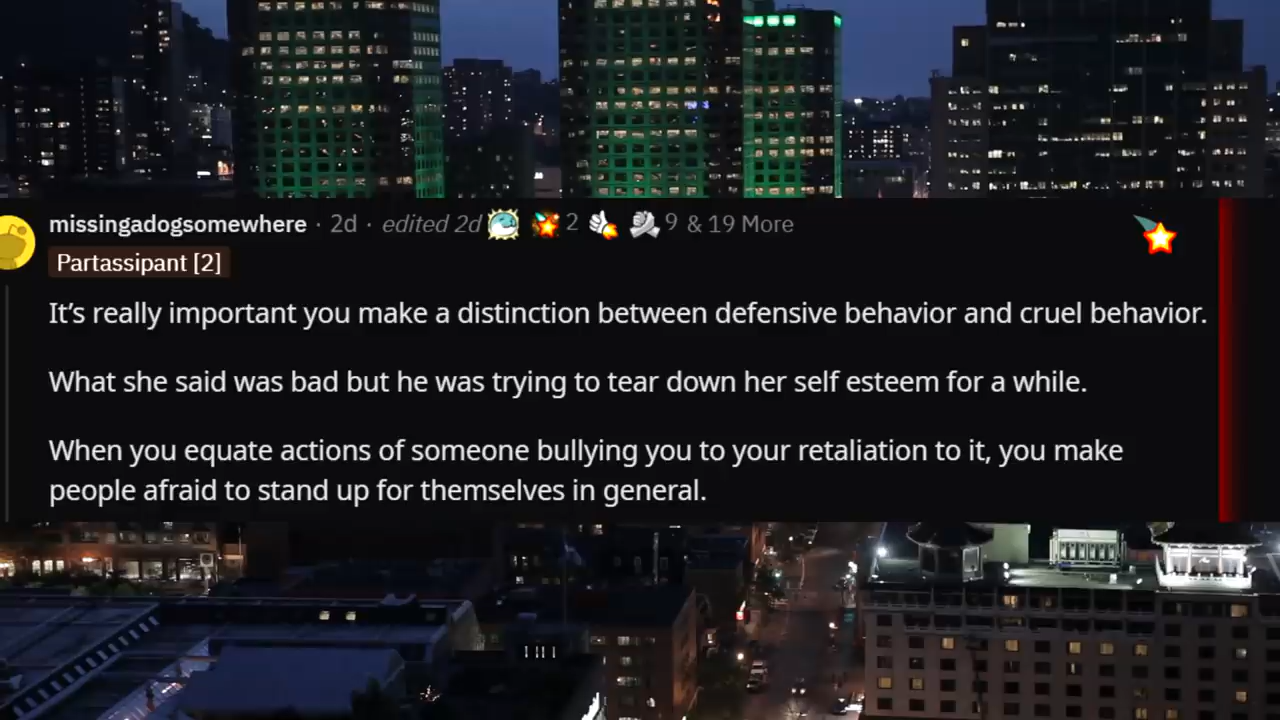 missingadogsomewhere · 2d · edited 2d 2 9 & 19 More
Partassipant [2]
It’s really important you make a distinction between defensive behavior and cruel behavior.
What she said was bad but he was trying to tear down her self esteem for a while.
When you equate actions of someone bullying you to your retaliation to it, you make
people afraid to stand up for themselves in general.